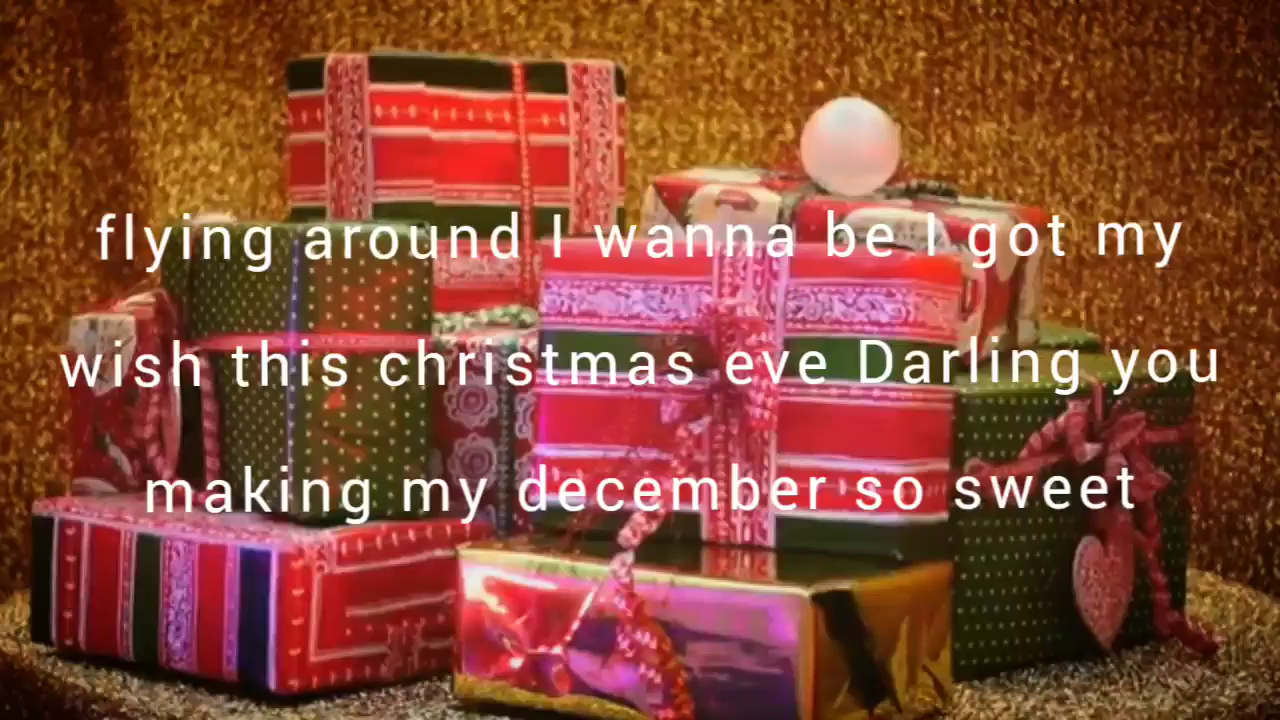 flying around I wanna be I got my
wish this christmas eve Darling you
making my december so sweet